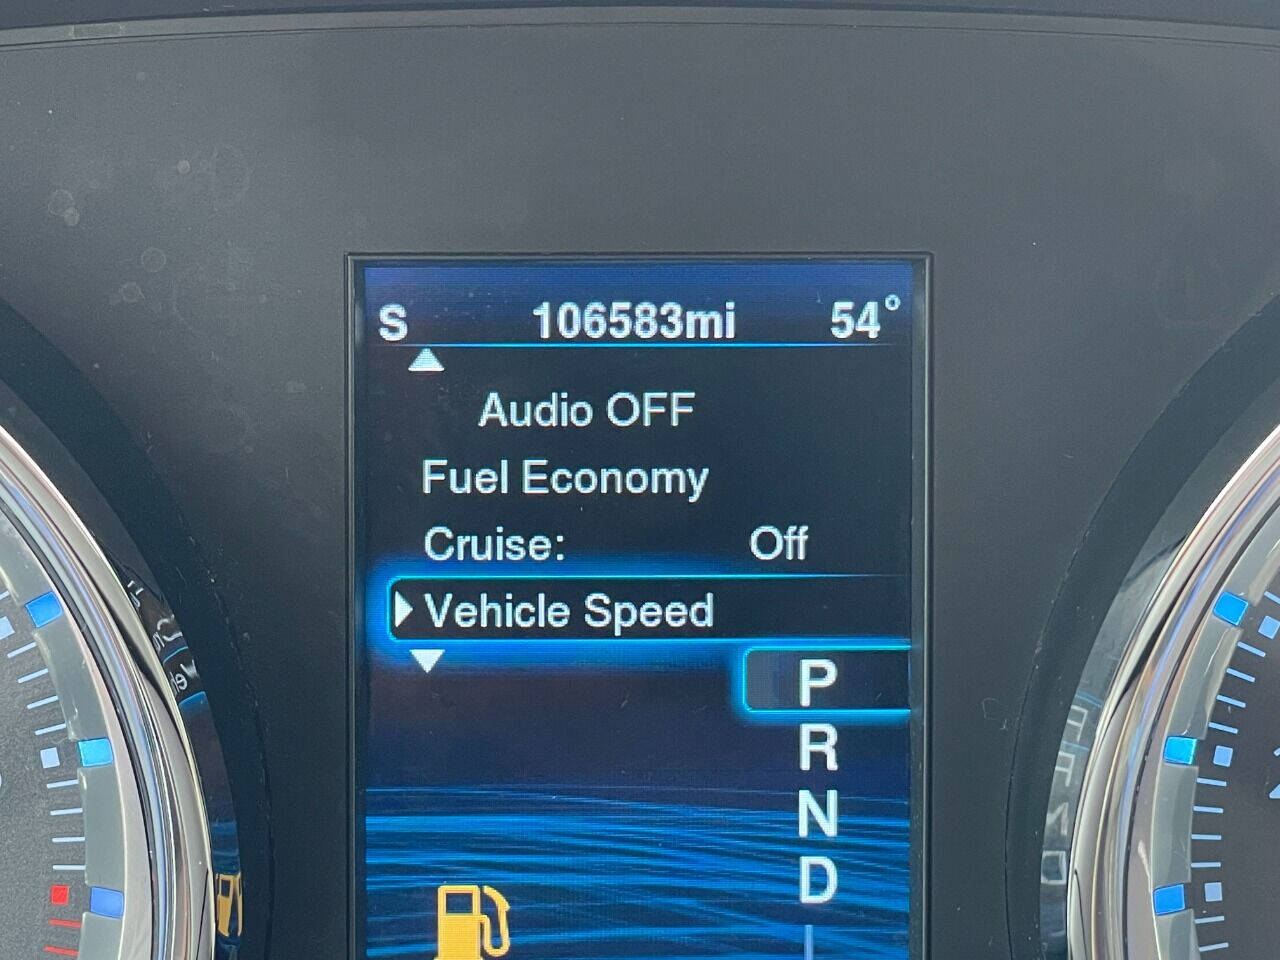 S 106583mi 54°
Audio OFF
Fuel Economy
Cruise: Off
Vehicle Speed
P
R
N
D